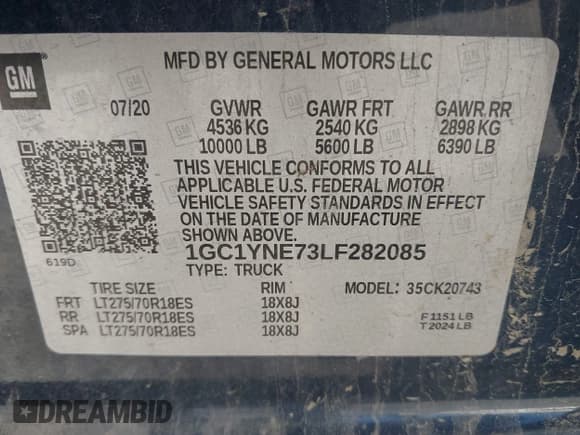 GM
MFD BY GENERAL MOTORS LLC
07/20 GVWR GAWR FRT GAWR RR
4536 KG 2540 KG 2898 KG
10000 LB 5600 LB 6390 LB
THIS VEHICLE CONFORMS TO ALL
APPLICABLE U.S. FEDERAL MOTOR
VEHICLE SAFETY STANDARDS IN EFFECT
ON THE DATE OF MANUFACTURE
SHOWN ABOVE.
619D
1GC1YNE73LF282085
TYPE: TRUCK
TIRE SIZE RIM MODEL: 35CK20743
FRT LT275/70R18ES 18X8J F1151 LB
RR LT275/70R18ES 18X8J T2024 LB
SPA LT275/70R18ES 18X8J
DREAMBID